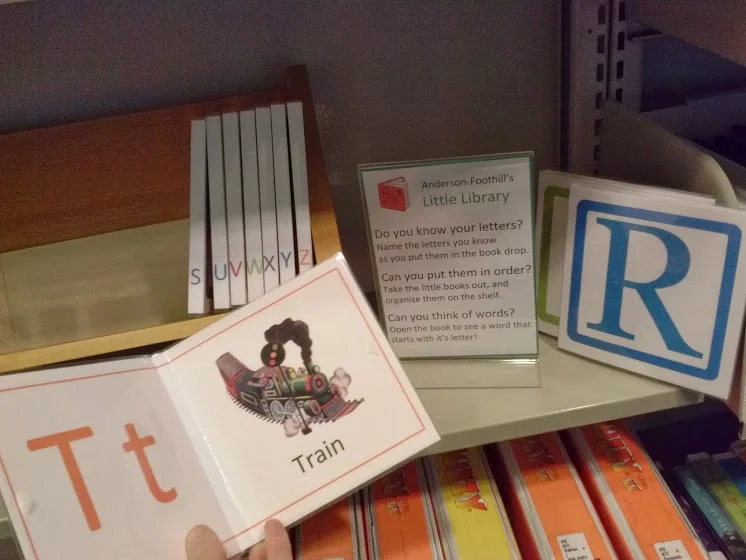 S
U
V
W
X
Y
Z
Anderson-Foothill's
Little Library
Do you know your letters?
Name the letters you know
as you put them in the book drop.
Can you put them in order?
Take the little books out, and
organize them on the shelf.
Can you think of words?
Open the book to see a word that
starts with it's letter!
R
Tt
Train